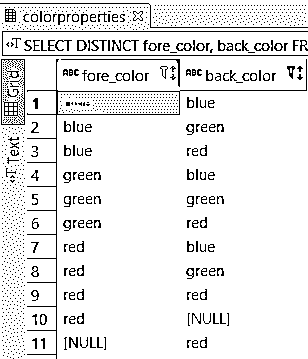 colorproperties
SELECT DISTINCT fore_color, back_color FR
Grid
Text
ABC fore_color ABC back_color
1 blue
2 blue green
3 blue red
4 green blue
5 green green
6 green red
7 red blue
8 red green
9 red red
10 red [NULL]
11 [NULL] red